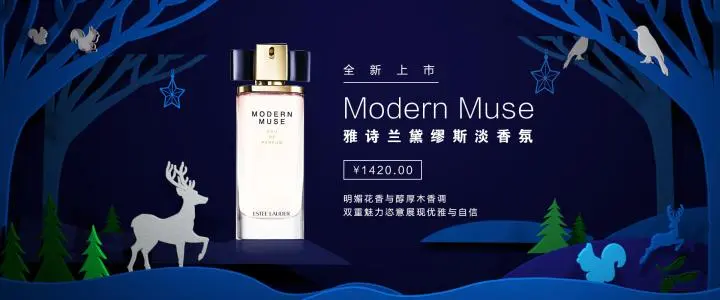 MODERN
MUSE
EAU
DE
PARFUM
ESTEE LAUDER
全新上市
Modern Muse
雅诗兰黛缪斯淡香氛
¥1420.00
明媚花香与醇厚木香调
双重魅力恣意展现优雅与自信